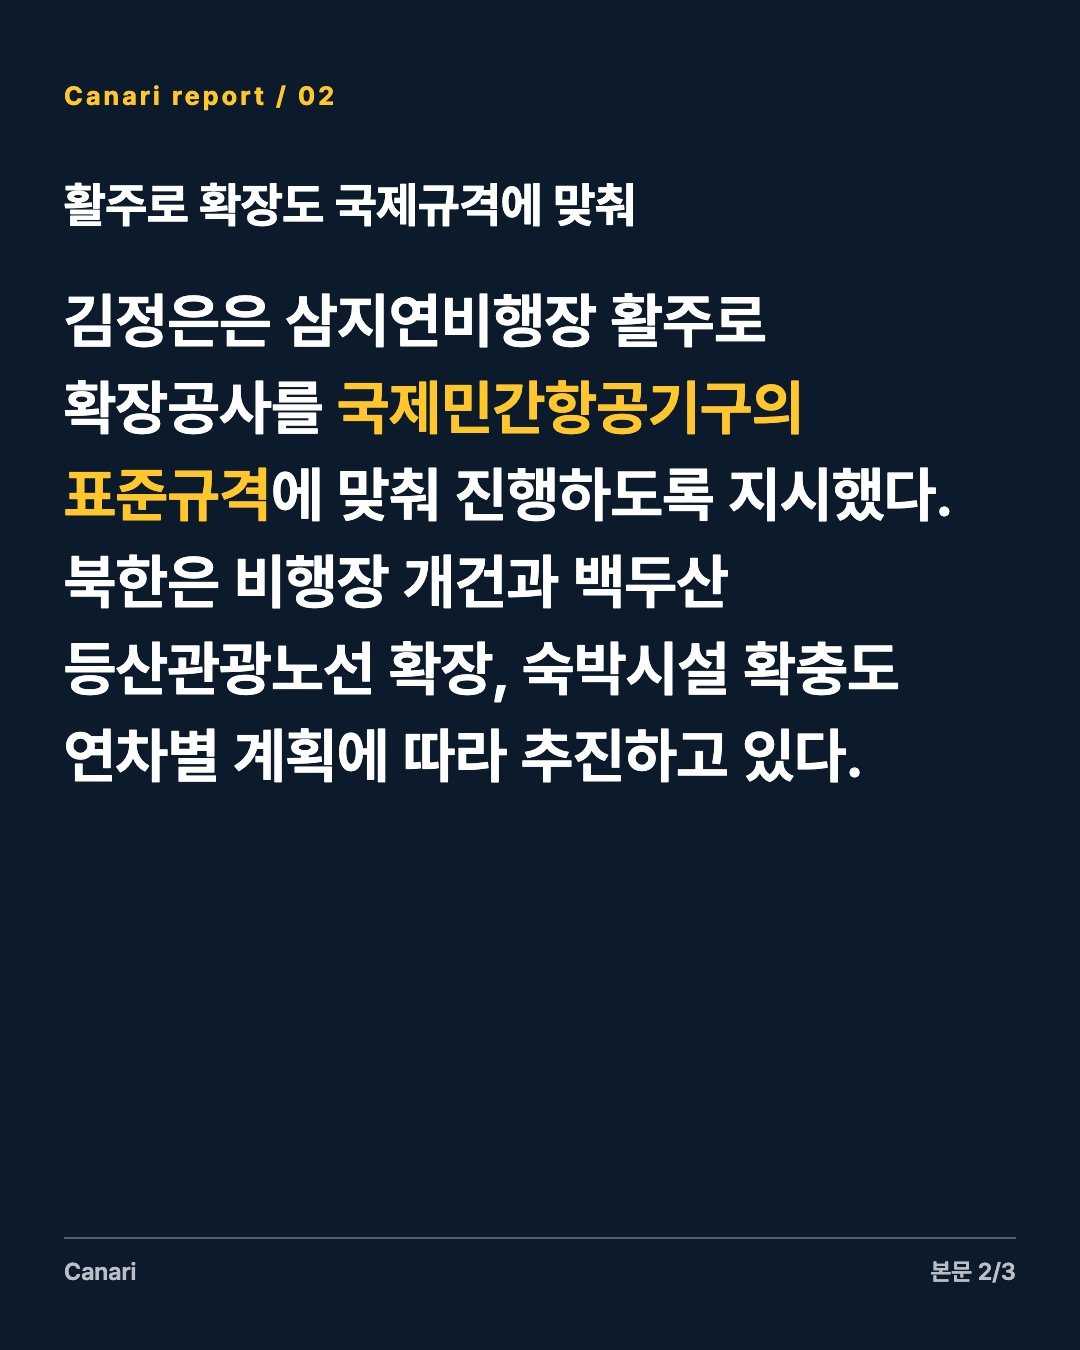 Canari report / 02
활주로 확장도 국제규격에 맞춰
김정은은 삼지연비행장 활주로
확장공사를 국제민간항공기구의
표준규격에 맞춰 진행하도록 지시했다.
북한은 비행장 개건과 백두산
등산관광노선 확장, 숙박시설 확충도
연차별 계획에 따라 추진하고 있다.
Canari
본문 2/3